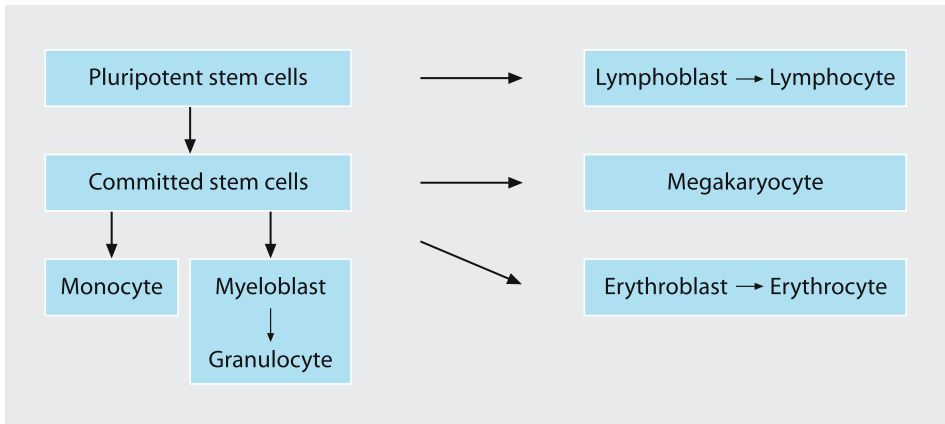 Pluripotent stem cells
Lymphoblast → Lymphocyte
Committed stem cells
Megakaryocyte
Monocyte
Myeloblast
Granulocyte
Erythroblast → Erythrocyte